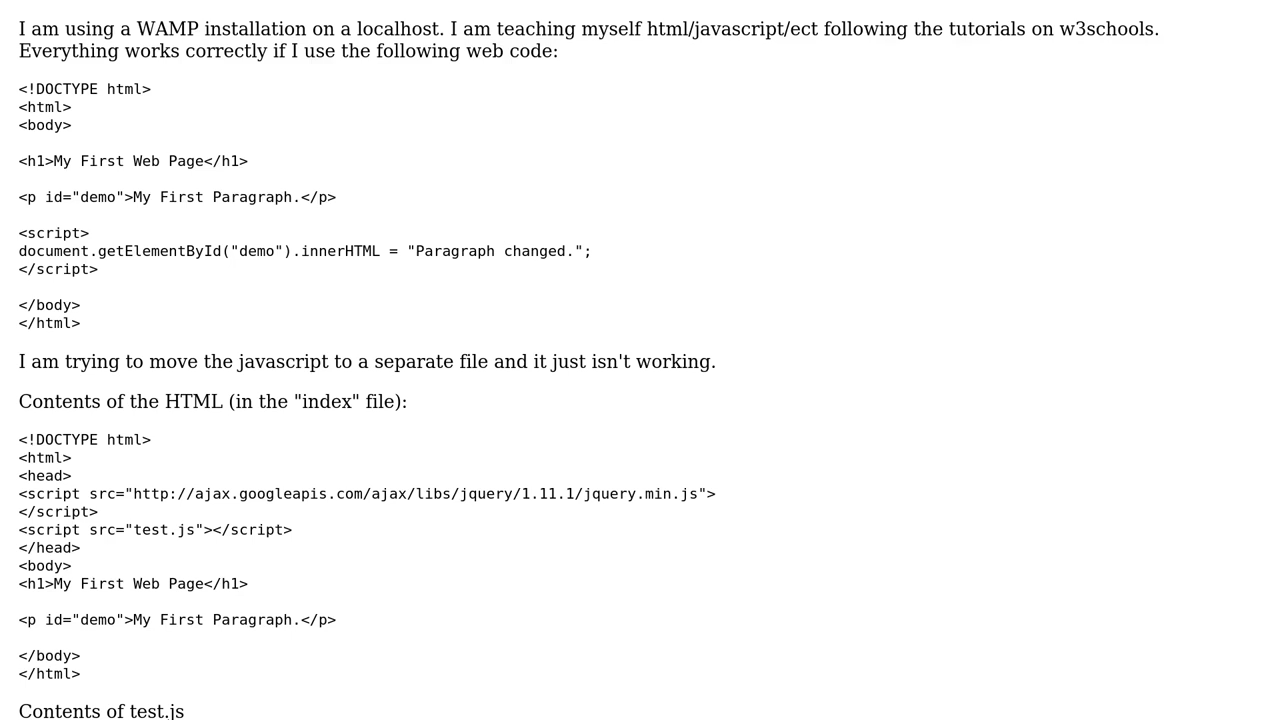 I am using a WAMP installation on a localhost. I am teaching myself html/javascript/ect following the tutorials on w3schools.
Everything works correctly if I use the following web code:
<!DOCTYPE html>
<html>
<body>
<h1>My First Web Page</h1>
<p id="demo">My First Paragraph.</p>
<script>
document.getElementById("demo").innerHTML = "Paragraph changed.";
</script>
</body>
</html>
I am trying to move the javascript to a separate file and it just isn't working.
Contents of the HTML (in the "index" file):
<!DOCTYPE html>
<html>
<head>
<script src="http://ajax.googleapis.com/ajax/libs/jquery/1.11.1/jquery.min.js">
</script>
<script src="test.js"></script>
</head>
<body>
<h1>My First Web Page</h1>
<p id="demo">My First Paragraph.</p>
</body>
</html>
Contents of test.js